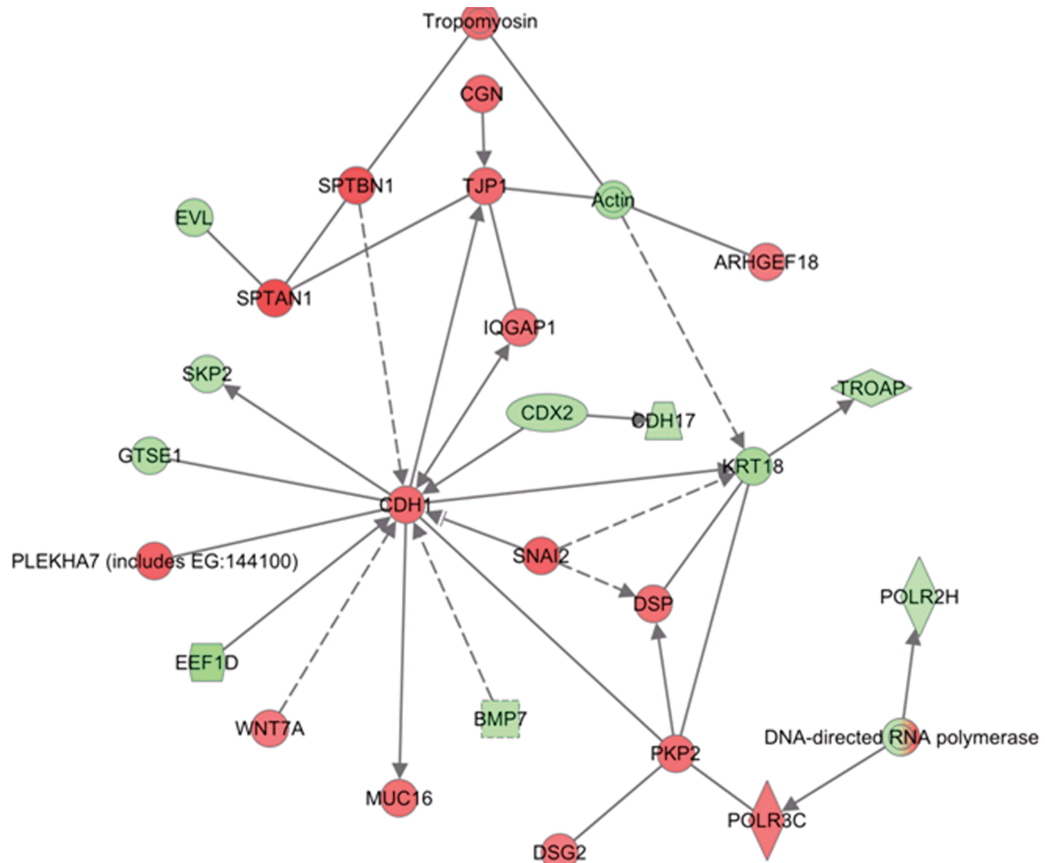 Tropomyosin
CGN
SPTBN1
TJP1
Actin
EVL
ARHGEF18
SPTAN1
IQGAP1
SKP2
TROAP
CDX2
CDH17
GTSE1
KRT18
CDH1
SNAI2
PLEKHA7 (includes EG:144100)
DSP
POLR2H
EEF1D
WNT7A
BMP7
DNA-directed RNA polymerase
PKP2
MUC16
POLR3C
DSG2